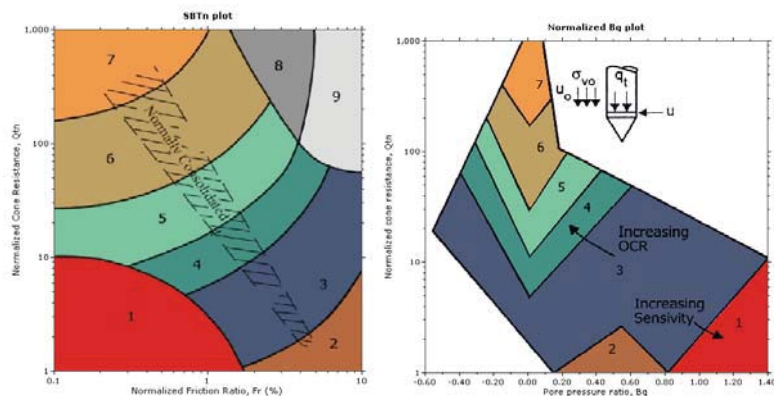 SBTn plot
Normalized Cone Resistance, Qtn
1,000
100
10
1
0.1
1
10
Normalized Friction Ratio, Fr (%)
7
8
9
6
5
4
3
1
2
Normally Consolidated
Normalized Bq plot
Normalized cone resistance, Qtn
1,000
100
10
1
-0.60
-0.20
0.00
0.20
0.40
0.60
0.80
1.00
1.20
1.40
Pore pressure ratio, Bq
uo
σvo
qt
u
7
6
5
4
Increasing
OCR
3
Increasing
Sensivity
1
2